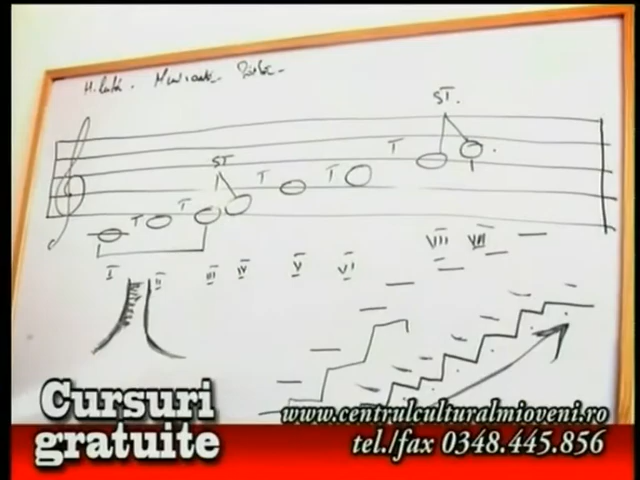 ST.
T
ST
T
T
T
T
I II III IV V VI VII VIII
Cursuri
gratuite
www.centrulculturalmioveni.ro
tel./fax 0348.445.856